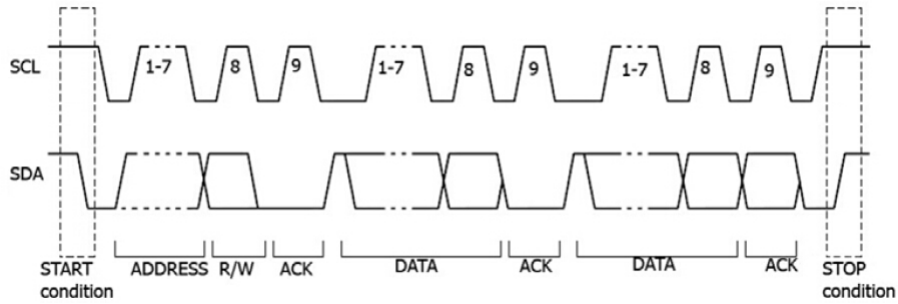 SCL 1-7 8 9 1-7 8 9 1-7 8 9
SDA
START condition
ADDRESS R/W ACK DATA ACK DATA ACK
STOP condition